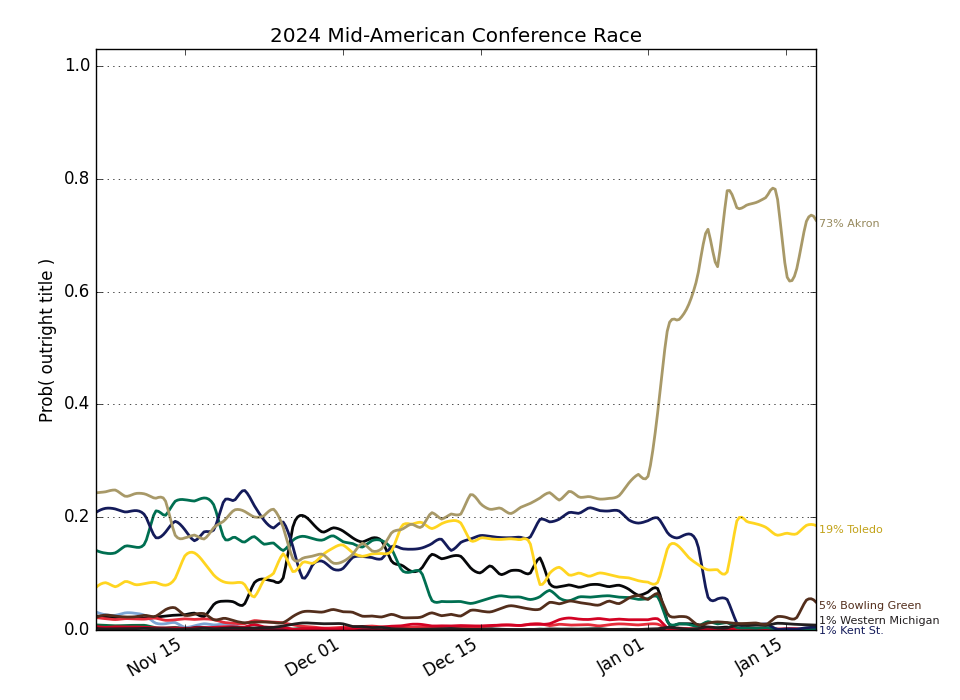 2024 Mid-American Conference Race
Prob( outright title )
1.0
0.8
0.6
0.4
0.2
0.0
Nov 15
Dec 01
Dec 15
Jan 01
Jan 15
73% Akron
19% Toledo
5% Bowling Green
1% Western Michigan
1% Kent St.